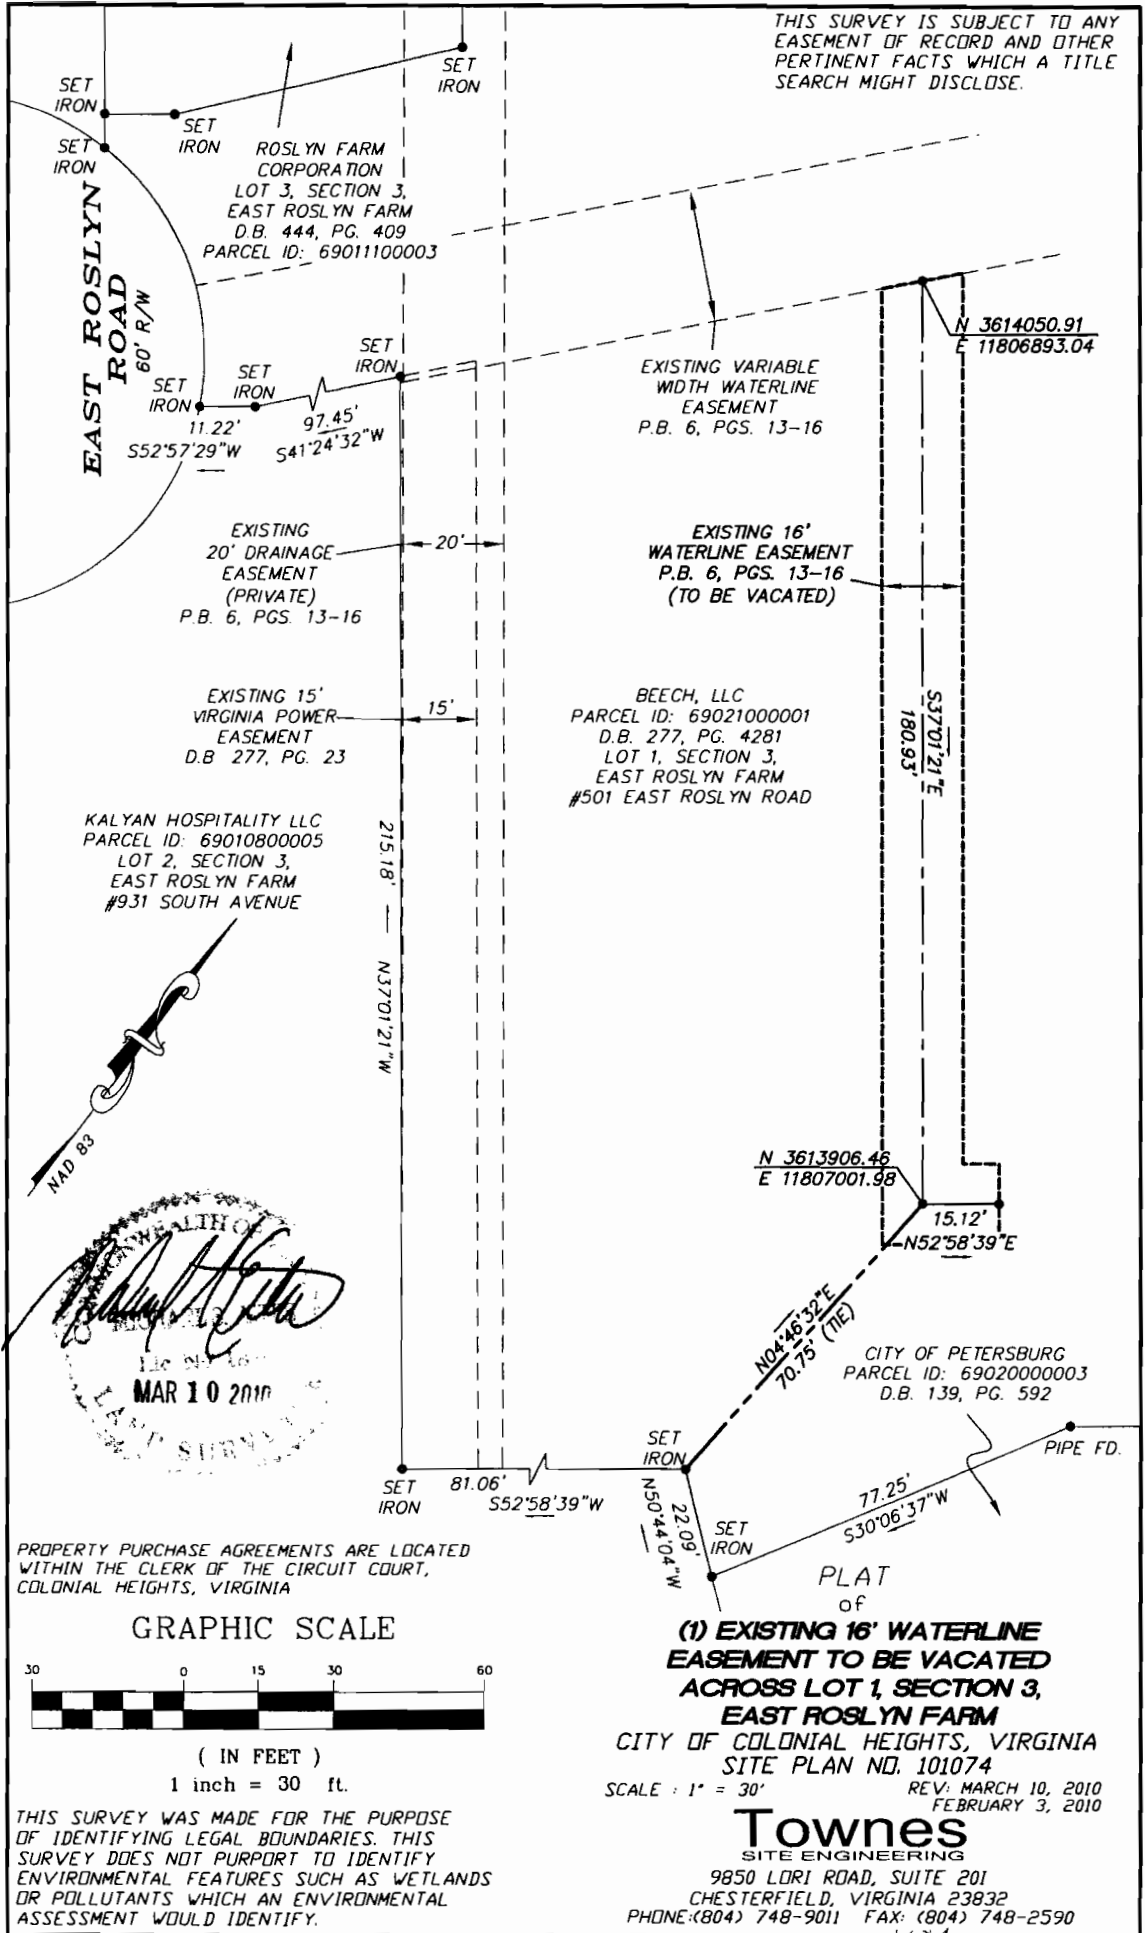 THIS SURVEY IS SUBJECT TO ANY
EASEMENT OF RECORD AND OTHER
PERTINENT FACTS WHICH A TITLE
SEARCH MIGHT DISCLOSE.
SET
IRON
SET
IRON
SET
IRON
SET
IRON
ROSLYN FARM
CORPORATION
LOT 3, SECTION 3,
EAST ROSLYN FARM
D.B. 444, PG. 409
PARCEL ID: 69011100003
EAST ROSLYN
ROAD
60' R/W
N 3614050.91
E 11806893.04
SET
IRON
SET
IRON
SET
IRON
11.22'
S52°57'29"W
97.45'
S41°24'32"W
EXISTING VARIABLE
WIDTH WATERLINE
EASEMENT
P.B. 6, PGS. 13-16
EXISTING
20' DRAINAGE
EASEMENT
(PRIVATE)
P.B. 6, PGS. 13-16
20'
EXISTING 16'
WATERLINE EASEMENT
P.B. 6, PGS. 13-16
(TO BE VACATED)
EXISTING 15'
VIRGINIA POWER
EASEMENT
D.B 277, PG. 23
15'
BEECH, LLC
PARCEL ID: 69021000001
D.B. 277, PG. 4281
LOT 1, SECTION 3,
EAST ROSLYN FARM
#501 EAST ROSLYN ROAD
S37°01'21"E
180.93'
KALYAN HOSPITALITY LLC
PARCEL ID: 69010800005
LOT 2, SECTION 3,
EAST ROSLYN FARM
#931 SOUTH AVENUE
215.18'
N37°01'21"W
NAD 83
N 3613906.46
E 11807001.98
15.12'
N52°58'39"E
COMMONWEALTH OF
Lic No
MAR 10 2010
LAND SURVEYOR
N04°46'32"E
70.75' (TIE)
CITY OF PETERSBURG
PARCEL ID: 69020000003
D.B. 139, PG. 592
PIPE FD.
SET
IRON
SET
IRON
81.06'
S52°58'39"W
22.09'
N50°44'04"W
SET
IRON
77.25'
S30°06'37"W
PROPERTY PURCHASE AGREEMENTS ARE LOCATED
WITHIN THE CLERK OF THE CIRCUIT COURT,
COLONIAL HEIGHTS, VIRGINIA
GRAPHIC SCALE
30 0 15 30 60
( IN FEET )
1 inch = 30 ft.
THIS SURVEY WAS MADE FOR THE PURPOSE
OF IDENTIFYING LEGAL BOUNDARIES. THIS
SURVEY DOES NOT PURPORT TO IDENTIFY
ENVIRONMENTAL FEATURES SUCH AS WETLANDS
OR POLLUTANTS WHICH AN ENVIRONMENTAL
ASSESSMENT WOULD IDENTIFY.
PLAT
of
(1) EXISTING 16' WATERLINE
EASEMENT TO BE VACATED
ACROSS LOT 1, SECTION 3,
EAST ROSLYN FARM
CITY OF COLONIAL HEIGHTS, VIRGINIA
SITE PLAN NO. 101074
SCALE : 1" = 30'
REV: MARCH 10, 2010
FEBRUARY 3, 2010
Townes
SITE ENGINEERING
9850 LORI ROAD, SUITE 201
CHESTERFIELD, VIRGINIA 23832
PHONE:(804) 748-9011 FAX: (804) 748-2590